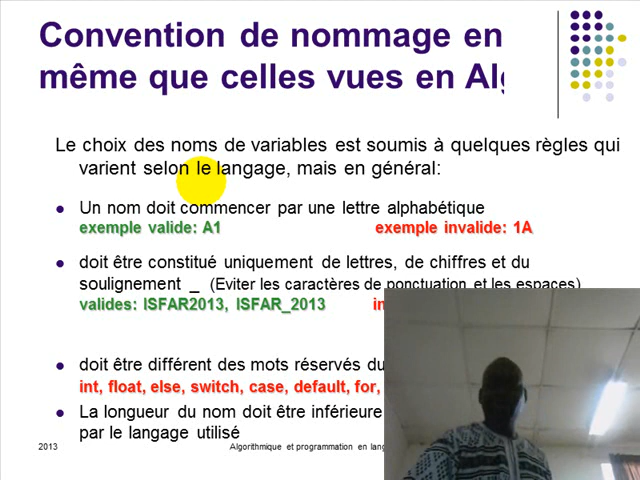 Convention de nommage en
même que celles vues en
Le choix des noms de variables est soumis à quelques règles qui
varient selon le langage, mais en général:
Un nom doit commencer par une lettre alphabétique
exemple valide: A1 exemple invalide: 1A
doit être constitué uniquement de lettres, de chiffres et du
soulignement _ (Eviter les caractères de ponctuation et les espaces)
valides: ISFAR2013, ISFAR_2013
doit être différent des mots réservés du
int, float, else, switch, case, default, for,
La longueur du nom doit être inférieure
par le langage utilisé
2013 Algorithmique et programmation en